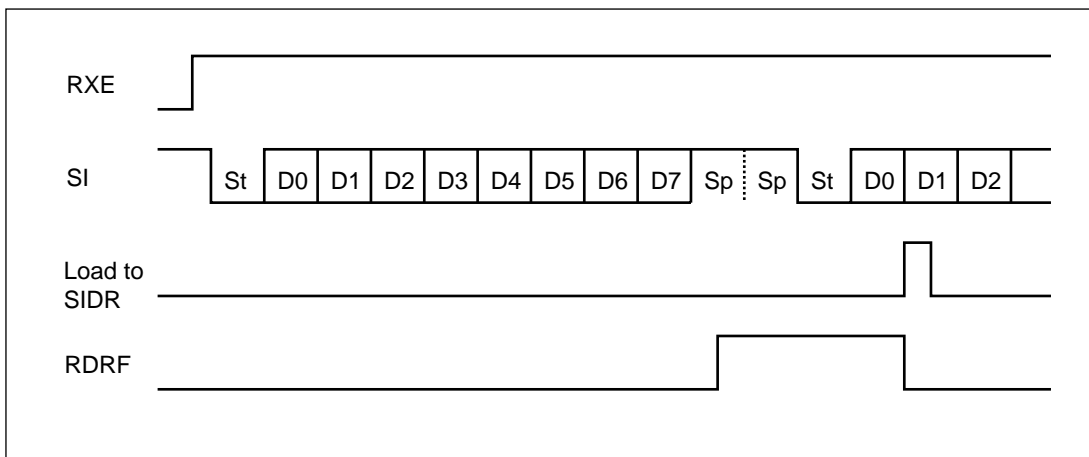 RXE
SI
St D0 D1 D2 D3 D4 D5 D6 D7 Sp Sp St D0 D1 D2
Load to
SIDR
RDRF